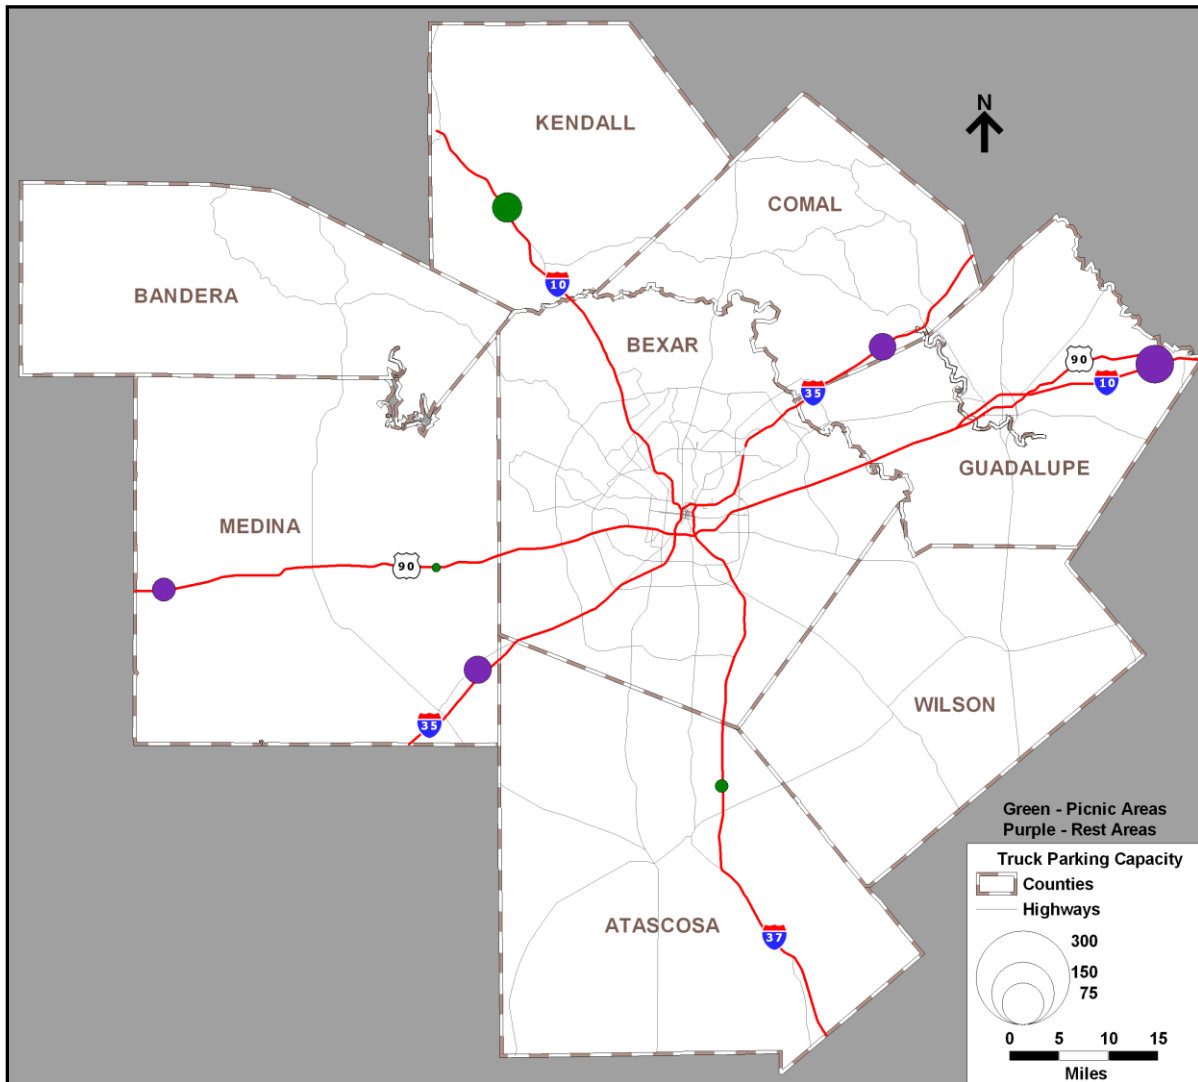 KENDALL
N
COMAL
BANDERA
10
BEXAR
90
10
35
GUADALUPE
MEDINA
90
WILSON
35
ATASCOSA
37
Green - Picnic Areas
Purple - Rest Areas
Truck Parking Capacity
Counties
Highways
300
150
75
0 5 10 15
Miles